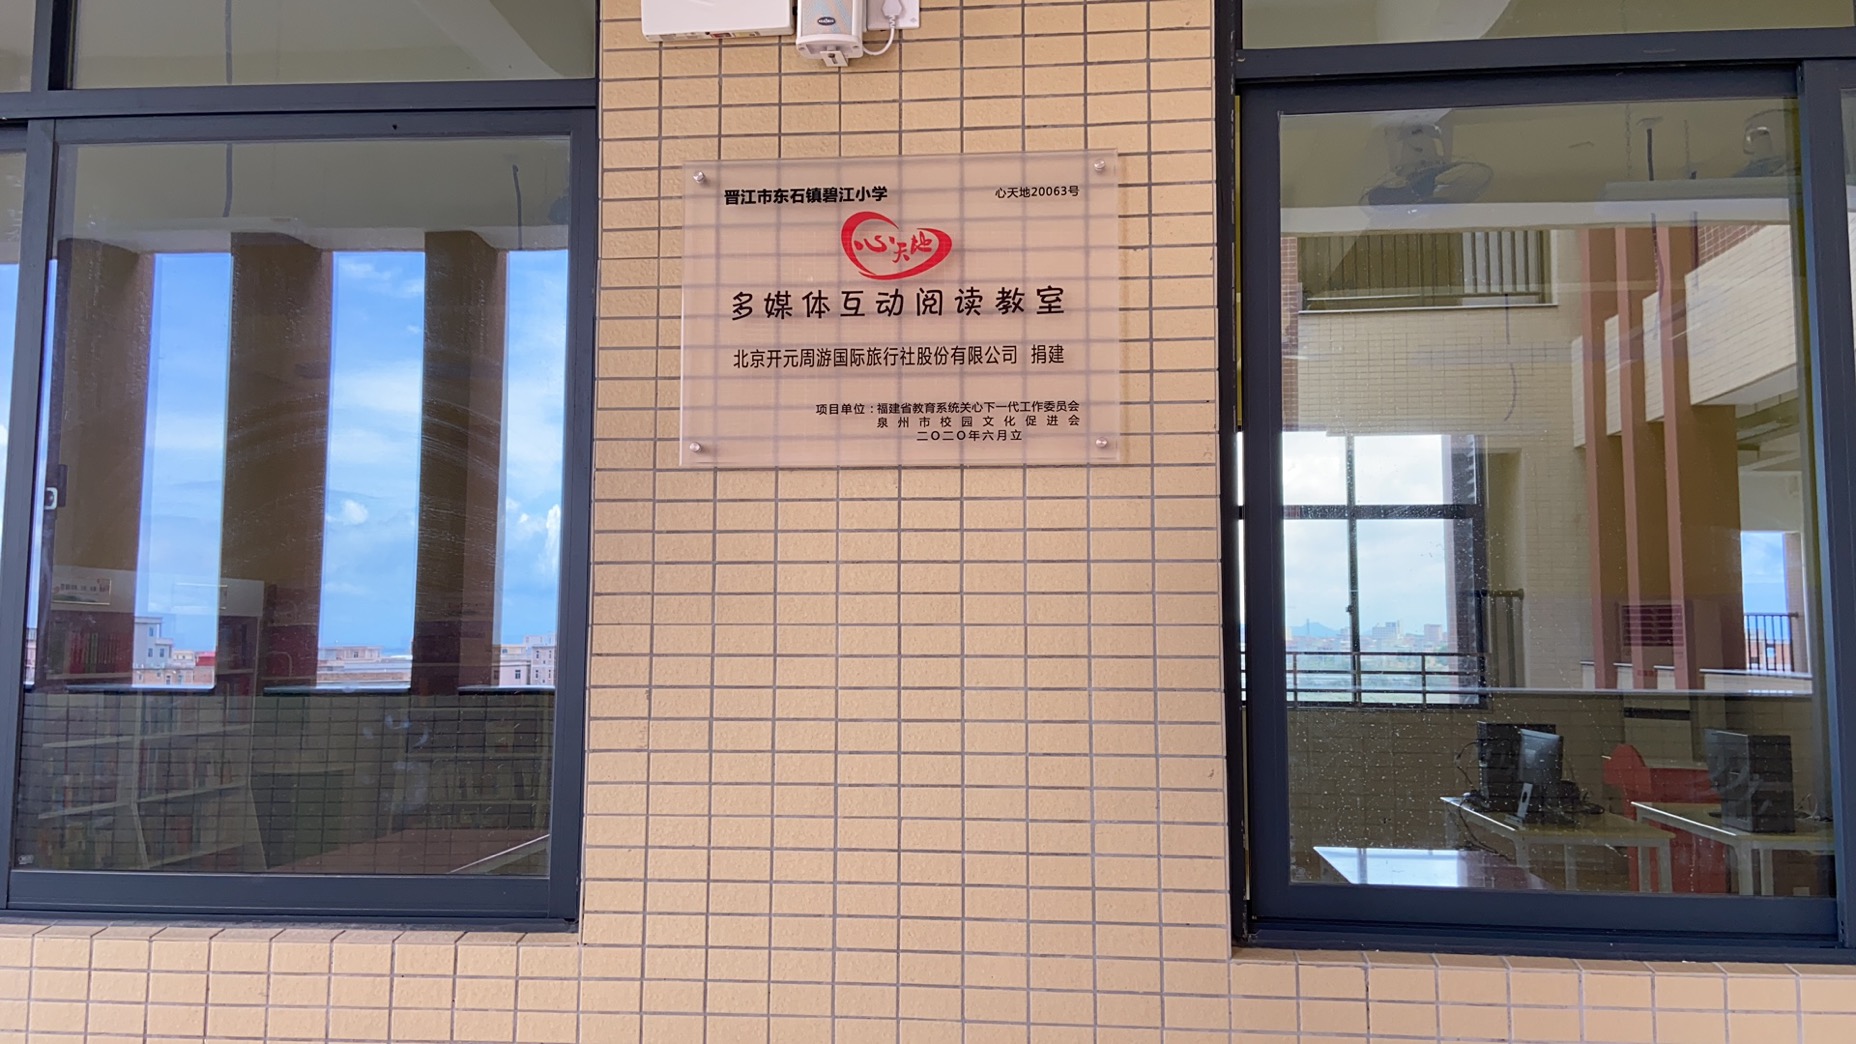 晋江市东石镇碧江小学
心天地20063号
心天地
多媒体互动阅读教室
北京开元周游国际旅行社股份有限公司 捐建
项目单位：福建省教育系统关心下一代工作委员会
泉州市校园文化促进会
二〇二〇年六月立